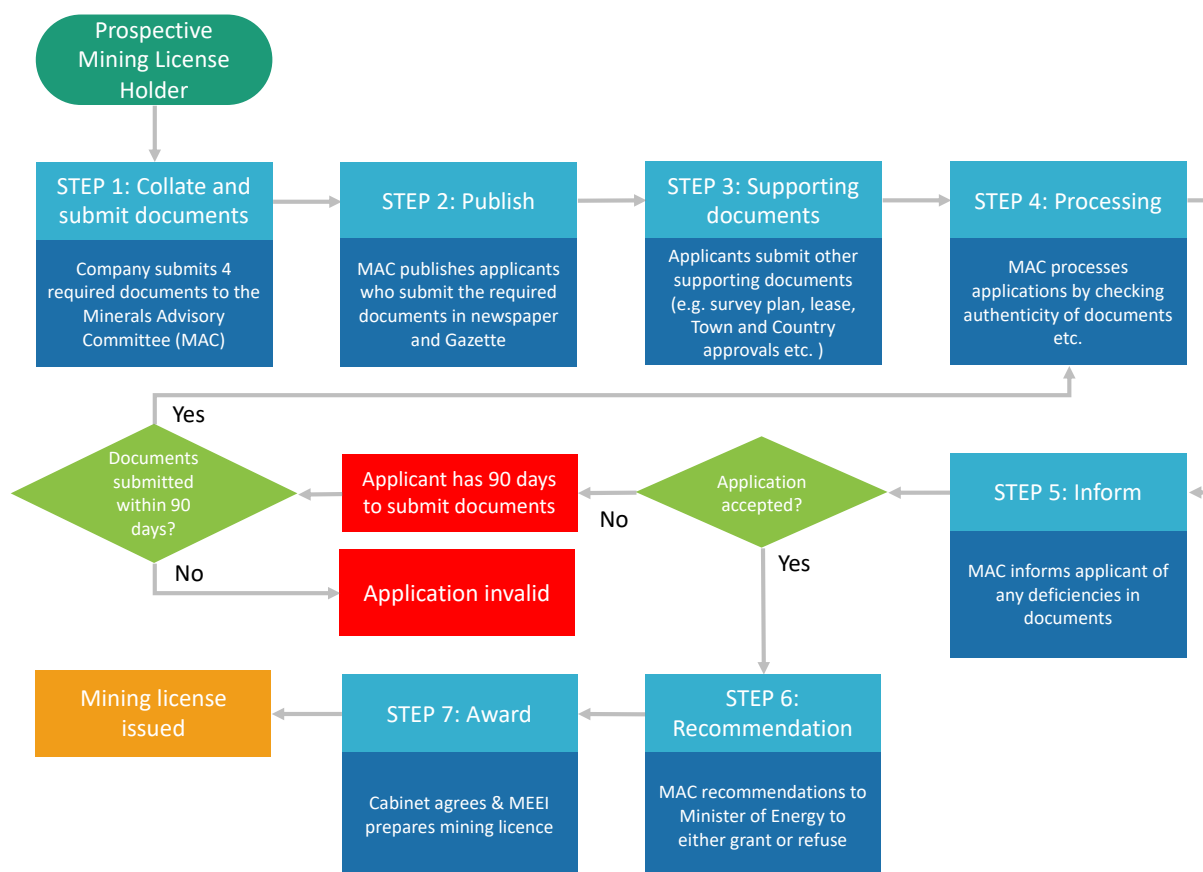 Prospective
Mining License
Holder
STEP 1: Collate and
submit documents
Company submits 4
required documents to the
Minerals Advisory
Committee (MAC)
STEP 2: Publish
MAC publishes applicants
who submit the required
documents in newspaper
and Gazette
STEP 3: Supporting
documents
Applicants submit other
supporting documents
(e.g. survey plan, lease,
Town and Country
approvals etc. )
STEP 4: Processing
MAC processes
applications by checking
authenticity of documents
etc.
Yes
Documents
submitted
within 90
days?
No
Applicant has 90 days
to submit documents
Application invalid
No
Application
accepted?
Yes
STEP 5: Inform
MAC informs applicant of
any deficiencies in
documents
Mining license
issued
STEP 7: Award
Cabinet agrees & MEEI
prepares mining licence
STEP 6:
Recommendation
MAC recommendations to
Minister of Energy to
either grant or refuse